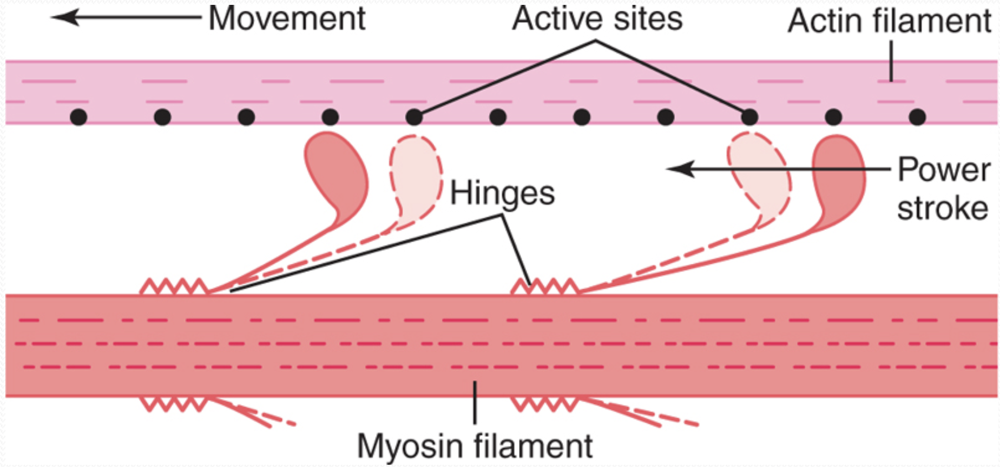 Movement
Active sites
Actin filament
Hinges
Power
stroke
Myosin filament